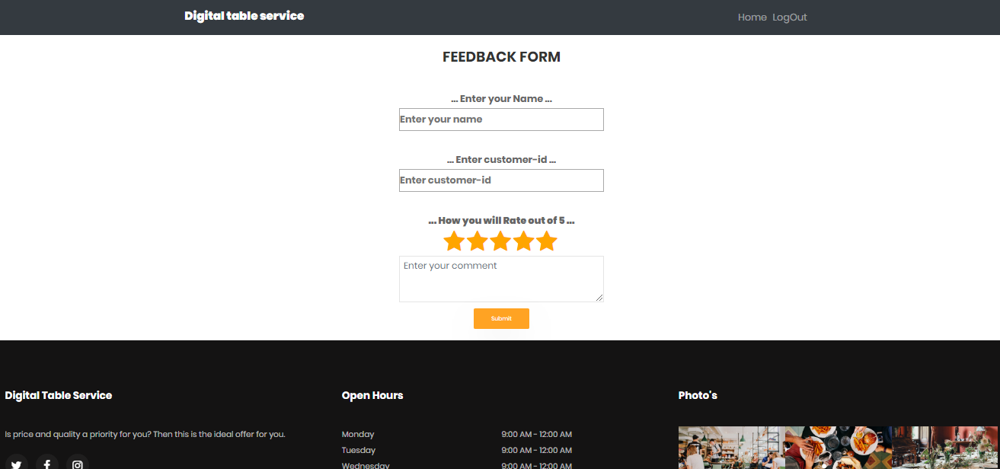 Digital table service
Home LogOut
FEEDBACK FORM
... Enter your Name ...
Enter your name
... Enter customer-id ...
Enter customer-id
... How you will Rate out of 5 ...
Enter your comment
Submit
Digital Table Service
Open Hours
Photo's
Is price and quality a priority for you? Then this is the ideal offer for you.
Monday 9:00 AM - 12:00 AM
Tuesday 9:00 AM - 12:00 AM
Wednesday 9:00 AM - 12:00 AM